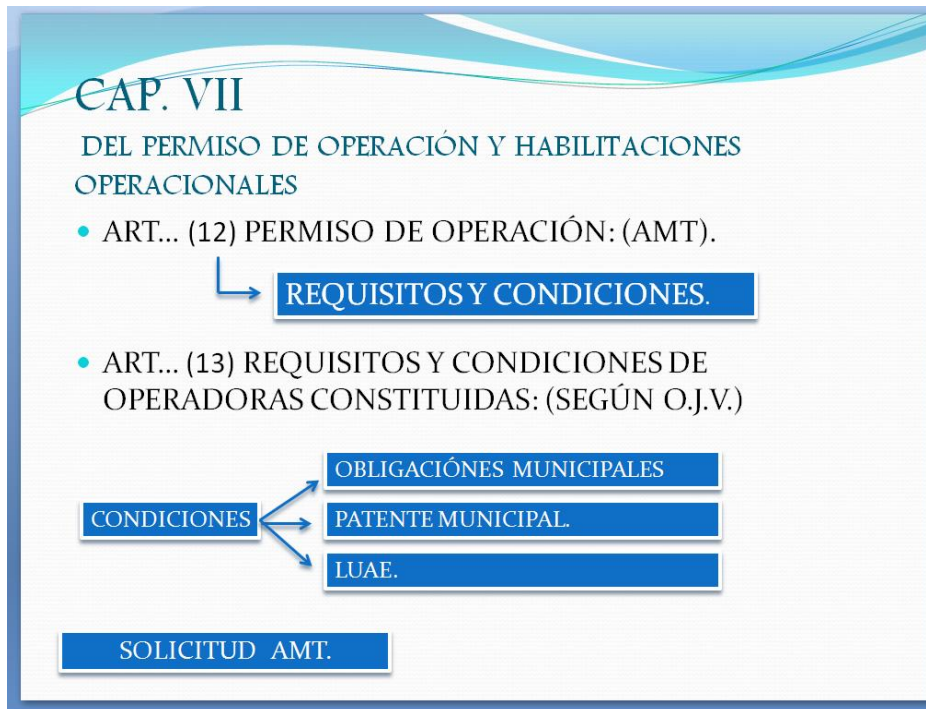 CAP. VII
DEL PERMISO DE OPERACIÓN Y HABILITACIONES
OPERACIONALES
• ART... (12) PERMISO DE OPERACIÓN: (AMT).
REQUISITOS Y CONDICIONES.
• ART... (13) REQUISITOS Y CONDICIONES DE
OPERADORAS CONSTITUIDAS: (SEGÚN O.J.V.)
OBLIGACIÓNES MUNICIPALES
CONDICIONES
PATENTE MUNICIPAL.
LUAE.
SOLICITUD AMT.